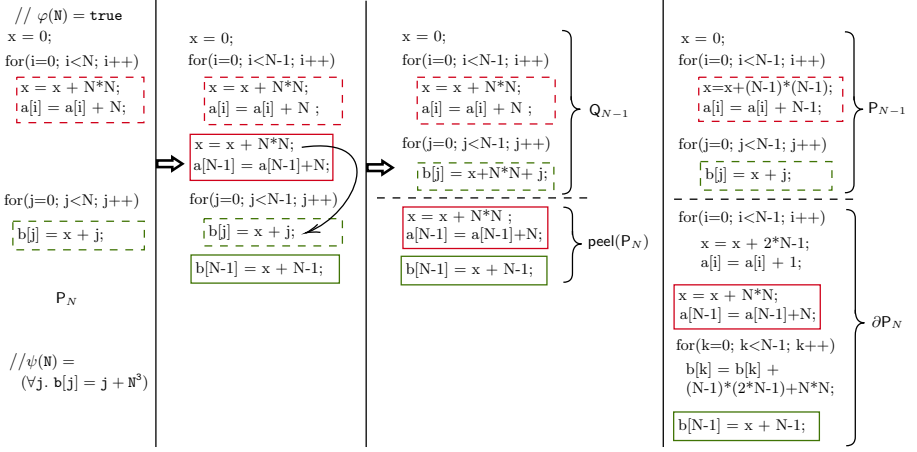 // φ(N) = true
x = 0;
for(i=0; i<N; i++)
x = x + N*N;
a[i] = a[i] + N;
for(j=0; j<N; j++)
b[j] = x + j;
P_N
//ψ(N) =
(∀j. b[j] = j + N³)
x = 0;
for(i=0; i<N-1; i++)
x = x + N*N;
a[i] = a[i] + N ;
x = x + N*N;
a[N-1] = a[N-1]+N;
for(j=0; j<N-1; j++)
b[j] = x + j;
b[N-1] = x + N-1;
x = 0;
for(i=0; i<N-1; i++)
x = x + N*N;
a[i] = a[i] + N ;
for(j=0; j<N-1; j++)
b[j] = x+N*N+ j;
Q_{N−1}
x = x + N*N ;
a[N-1] = a[N-1]+N;
b[N-1] = x + N-1;
peel(P_N)
x = 0;
for(i=0; i<N-1; i++)
x=x+(N-1)*(N-1);
a[i] = a[i] + N-1;
for(j=0; j<N-1; j++)
b[j] = x + j;
P_{N−1}
for(i=0; i<N-1; i++)
x = x + 2*N-1;
a[i] = a[i] + 1;
x = x + N*N;
a[N-1] = a[N-1]+N;
for(k=0; k<N-1; k++)
b[k] = b[k] +
(N-1)*(2*N-1)+N*N;
b[N-1] = x + N-1;
∂P_N